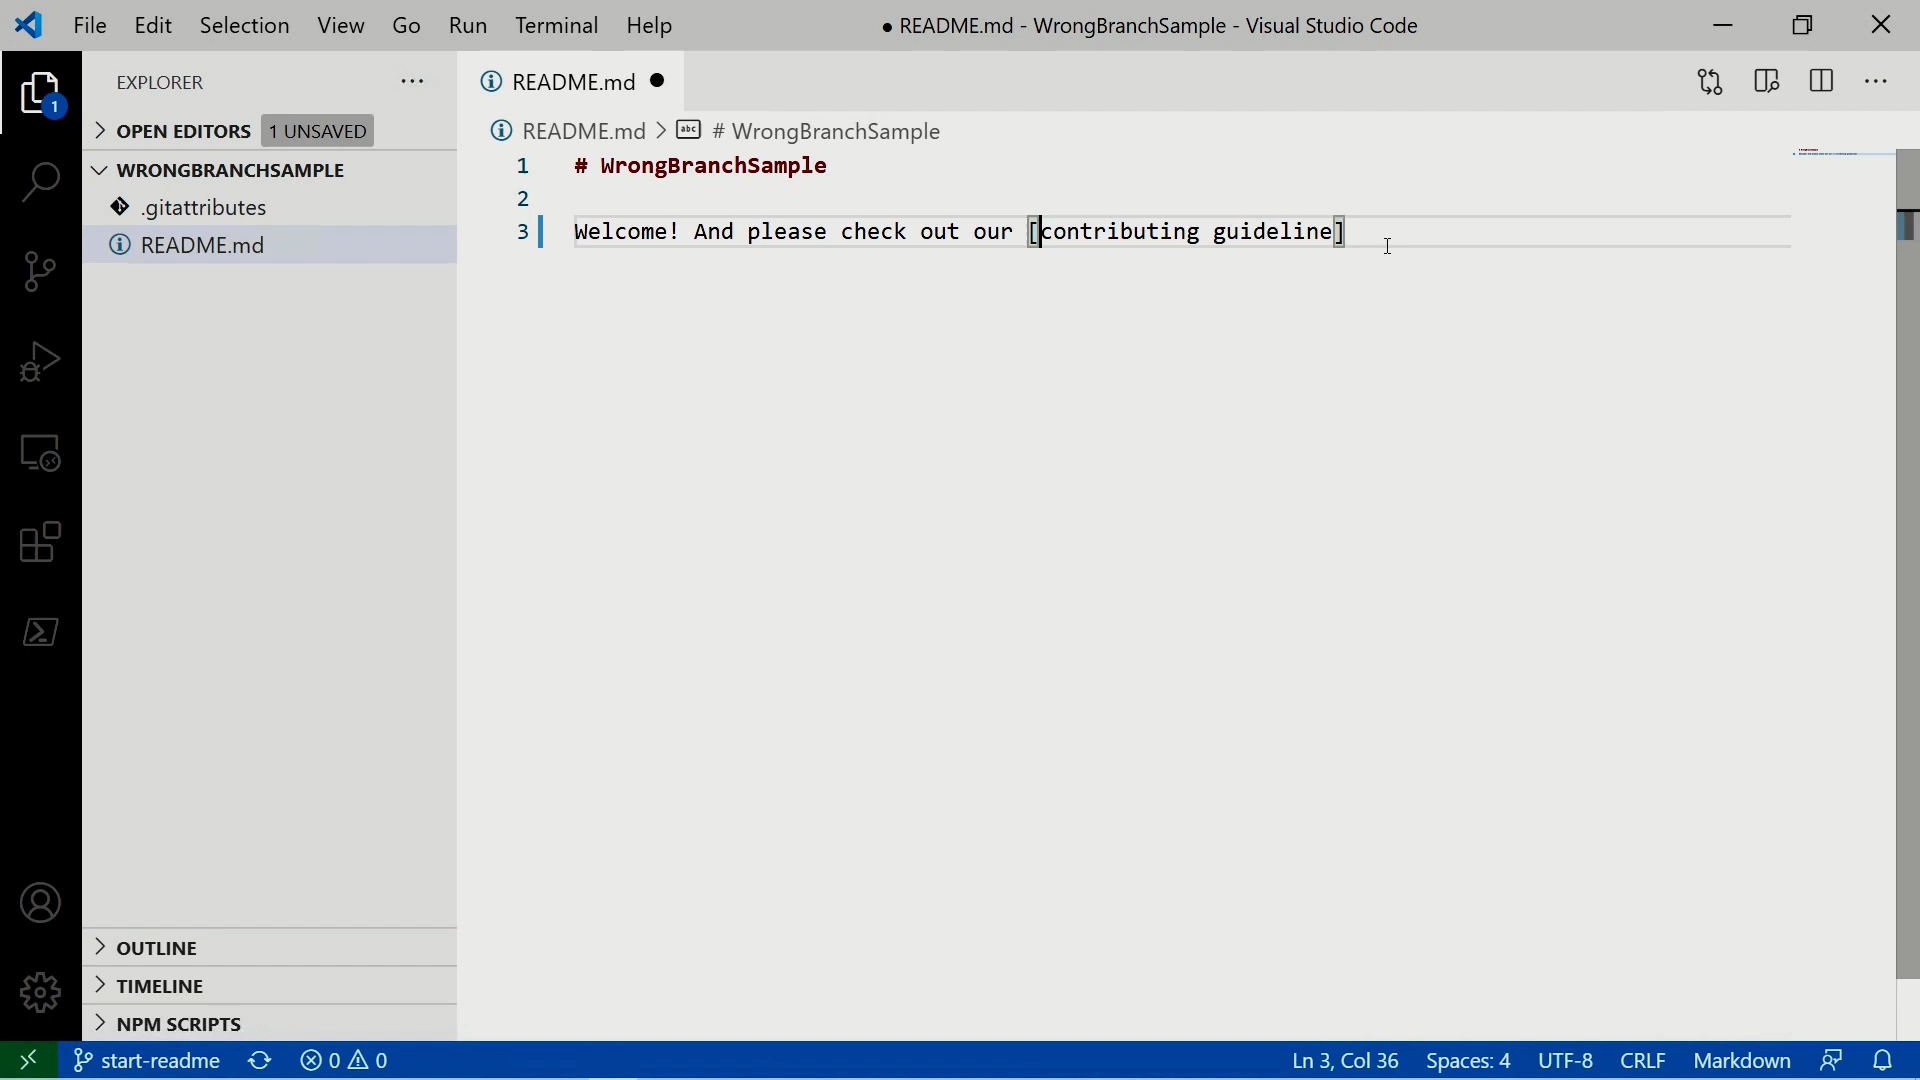 File Edit Selection View Go Run Terminal Help ● README.md - WrongBranchSample - Visual Studio Code
EXPLORER
1
OPEN EDITORS 1 UNSAVED
WRONGBRANCHSAMPLE
.gitattributes
README.md
README.md
README.md > # WrongBranchSample
1 # WrongBranchSample
2
3 Welcome! And please check out our [contributing guideline]
OUTLINE
TIMELINE
NPM SCRIPTS
start-readme 0 0 Ln 3, Col 36 Spaces: 4 UTF-8 CRLF Markdown